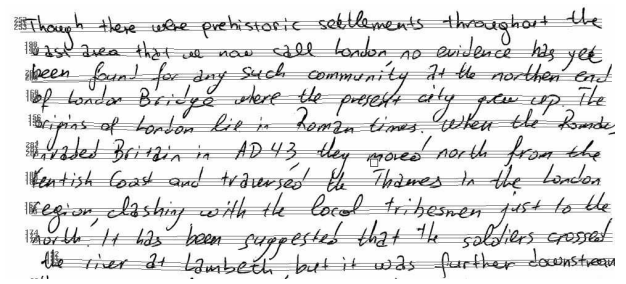 Though there were prehistoric settlements throughout the
vast area that we now call London, no evidence has yet
been found for any such community at the northen end
of London Bridge where the present city grew up. The
origins of London lie in Roman times. When the Romans
invaded Britain in AD 43, they moved north from the
Kentish Coast and traversed the Thames in the London
region, clashing with the local tribesmen just to the
north. It has been suggested that the soldiers crossed
the river at Lambeth, but it was further downstream